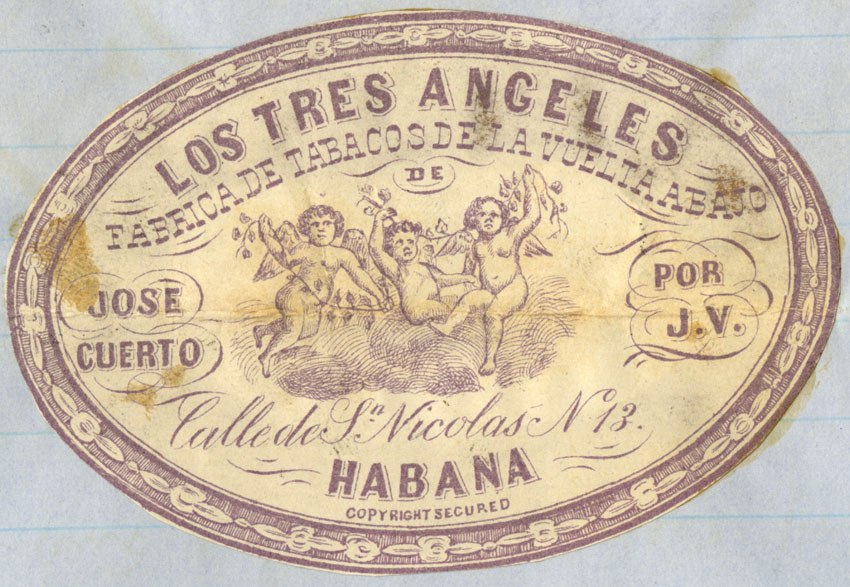 LOS TRES ANGELES
FABRICA DE TABACOS DE LA VUELTA ABAJO
DE
JOSE
CUERTO
POR
J.V.
Calle de Sn. Nicolas No 13.
HABANA
COPYRIGHT SECURED